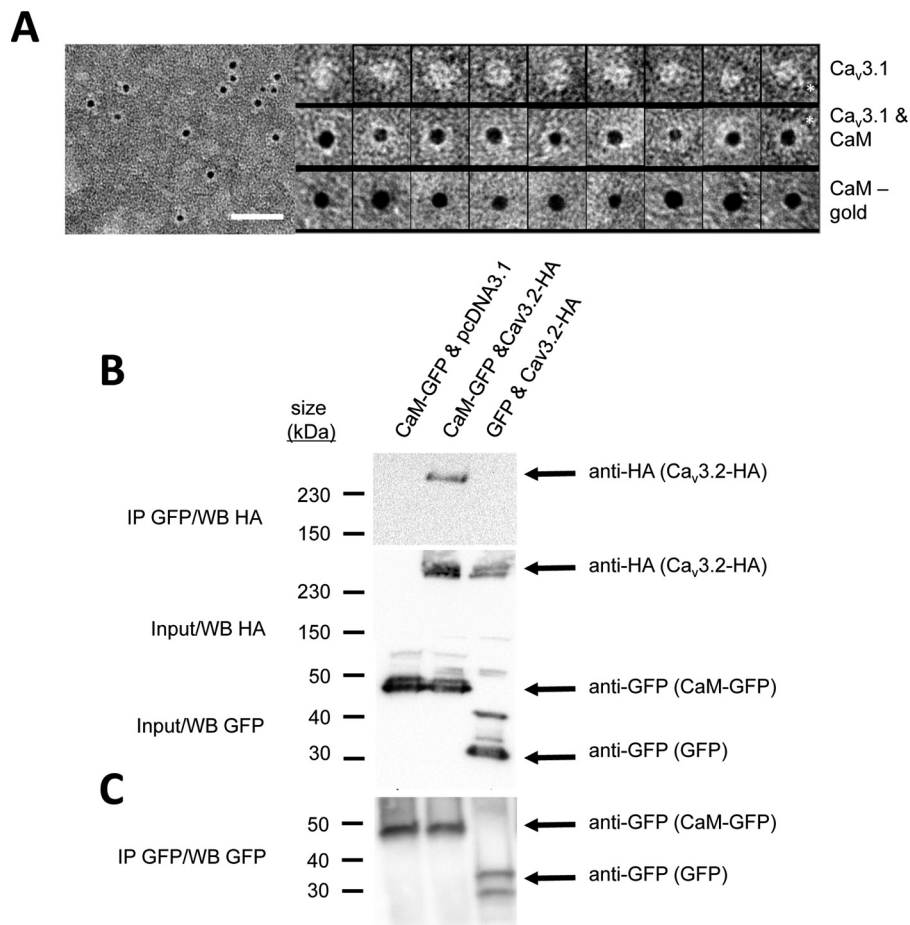 A
Cav3.1
*
*
Cav3.1 &
CaM
CaM –
gold
B
size
(kDa)
CaM-GFP & pcDNA3.1
CaM-GFP &Cav3.2-HA
GFP & Cav3.2-HA
anti-HA (Cav3.2-HA)
230
IP GFP/WB HA
150
anti-HA (Cav3.2-HA)
230
Input/WB HA
150
50
anti-GFP (CaM-GFP)
40
Input/WB GFP
30
anti-GFP (GFP)
C
50
anti-GFP (CaM-GFP)
IP GFP/WB GFP
40
anti-GFP (GFP)
30